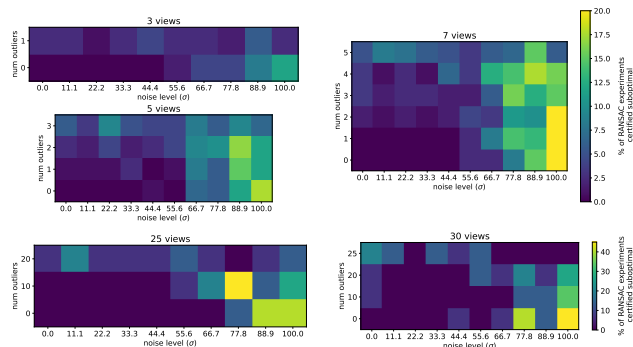 3 views
num outliers
1
0
0.0 11.1 22.2 33.3 44.4 55.6 66.7 77.8 88.9 100.0
noise level (σ)
5 views
num outliers
3
2
1
0
0.0 11.1 22.2 33.3 44.4 55.6 66.7 77.8 88.9 100.0
noise level (σ)
7 views
num outliers
5
4
3
2
1
0
0.0 11.1 22.2 33.3 44.4 55.6 66.7 77.8 88.9 100.0
noise level (σ)
20.0
17.5
15.0
12.5
10.0
7.5
5.0
2.5
0.0
% of RANSAC experiments
certified suboptimal
25 views
num outliers
20
10
0
0.0 11.1 22.2 33.3 44.4 55.6 66.7 77.8 88.9 100.0
noise level (σ)
30 views
num outliers
25
20
10
0
0.0 11.1 22.2 33.3 44.4 55.6 66.7 77.8 88.9 100.0
noise level (σ)
40
30
20
10
0
% of RANSAC experiments
certified suboptimal